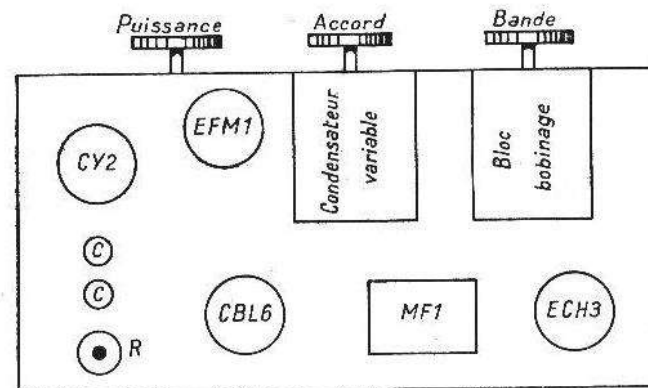 Puissance
Accord
Bande
EFM1
CY2
Condensateur
variable
Bloc
bobinage
C
C
R
CBL6
MF1
ECH3